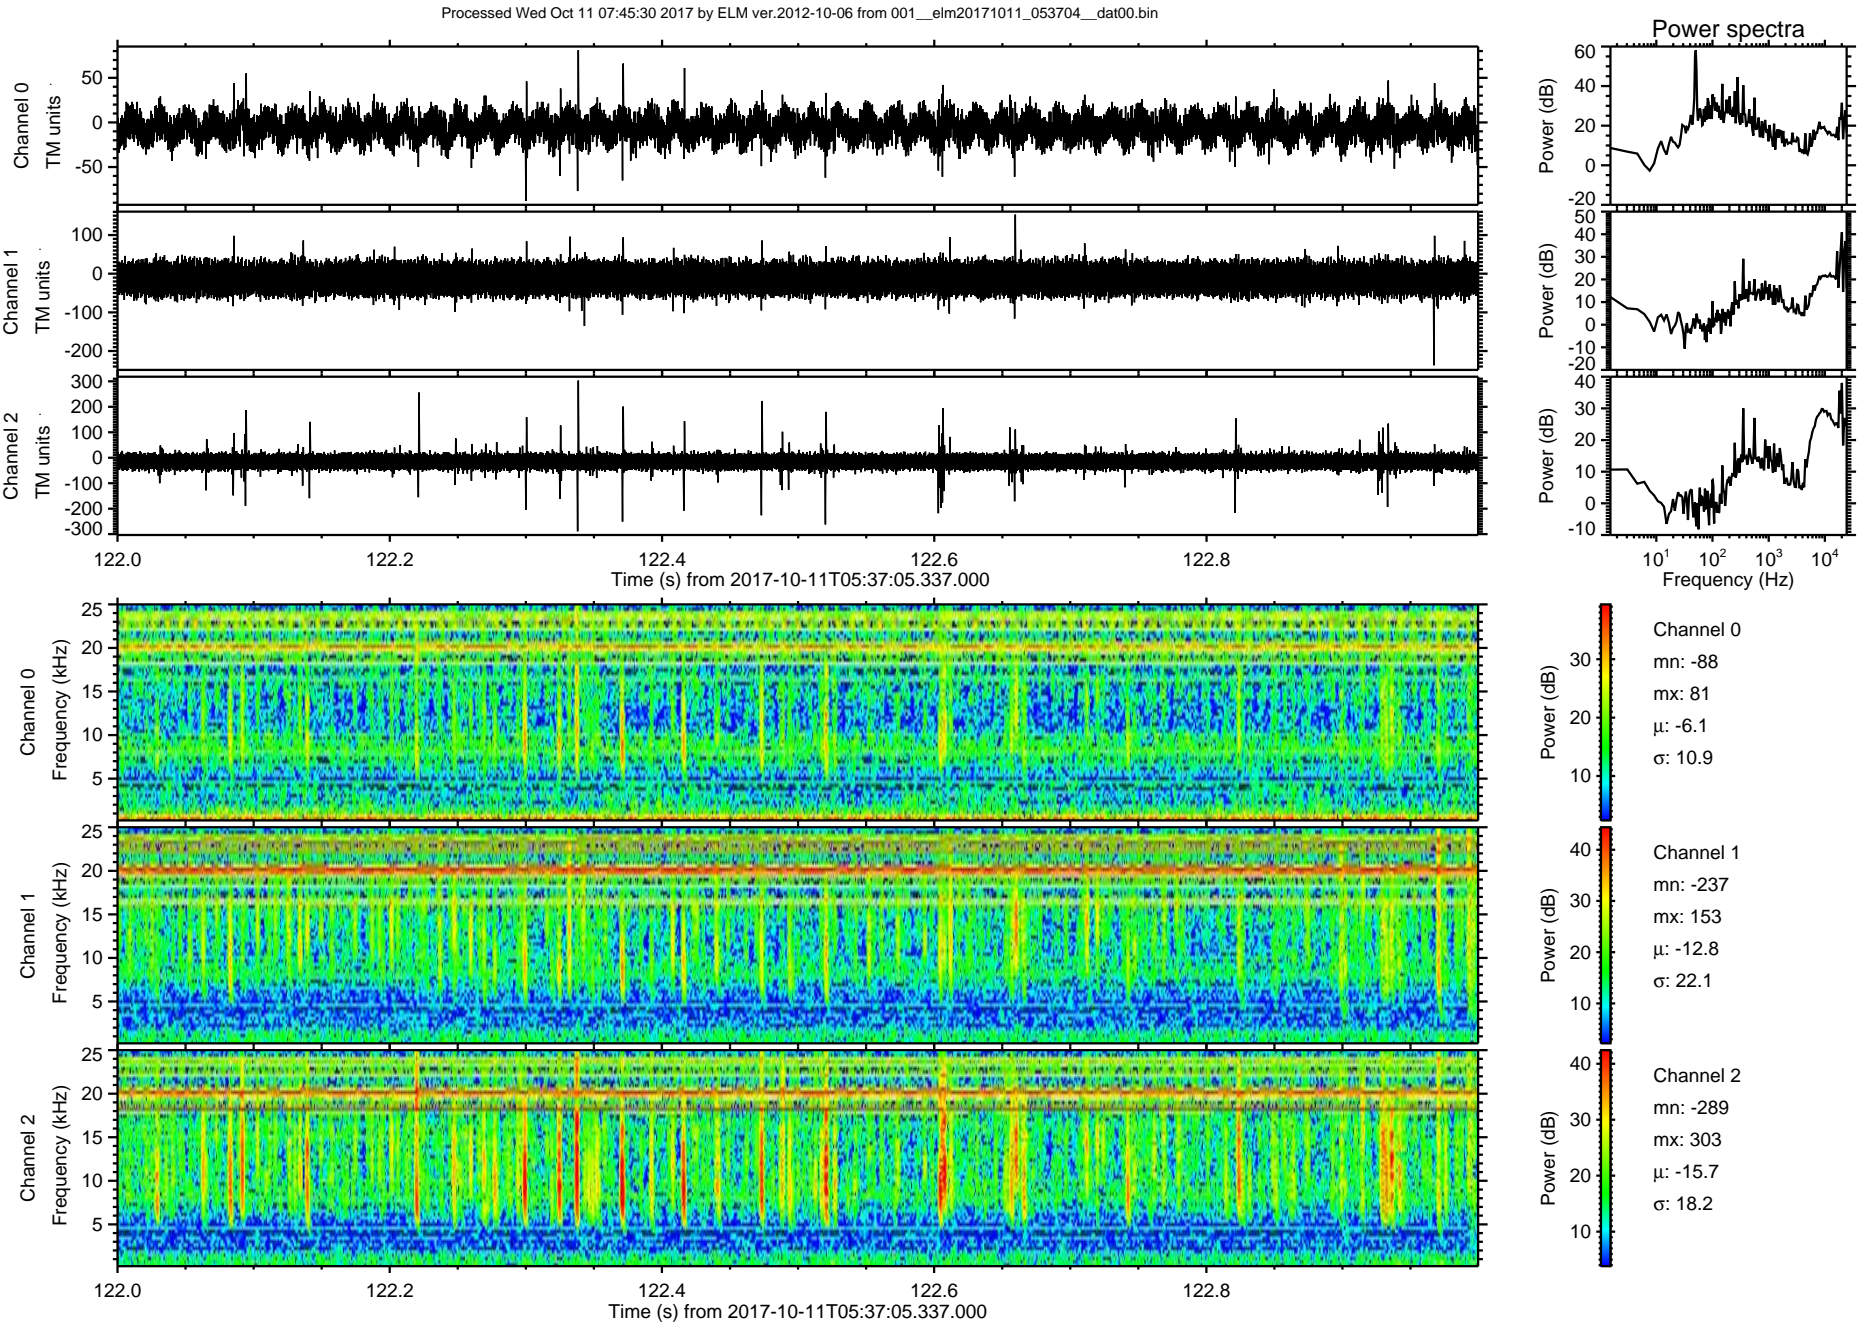 Processed Wed Oct 11 07:45:30 2017 by ELM ver.2012-10-06 from 001__elm20171011_053704__dat00.bin
Power spectra
Channel 0
TM units
50
0
-50
Power (dB)
60
40
20
0
-20
Channel 1
TM units
100
0
-100
-200
Power (dB)
50
40
30
20
10
0
-10
-20
Channel 2
TM units
300
200
100
0
-100
-200
-300
Power (dB)
40
30
20
10
0
-10
122.0 122.2 122.4 122.6 122.8
Time (s) from 2017-10-11T05:37:05.337.000
10^1 10^2 10^3 10^4
Frequency (Hz)
Channel 0
Frequency (kHz)
25
20
15
10
5
Power (dB)
30
20
10
Channel 0
mn: -88
mx: 81
μ: -6.1
σ: 10.9
Channel 1
Frequency (kHz)
25
20
15
10
5
Power (dB)
40
30
20
10
Channel 1
mn: -237
mx: 153
μ: -12.8
σ: 22.1
Channel 2
Frequency (kHz)
25
20
15
10
5
Power (dB)
40
30
20
10
Channel 2
mn: -289
mx: 303
μ: -15.7
σ: 18.2
122.0 122.2 122.4 122.6 122.8
Time (s) from 2017-10-11T05:37:05.337.000